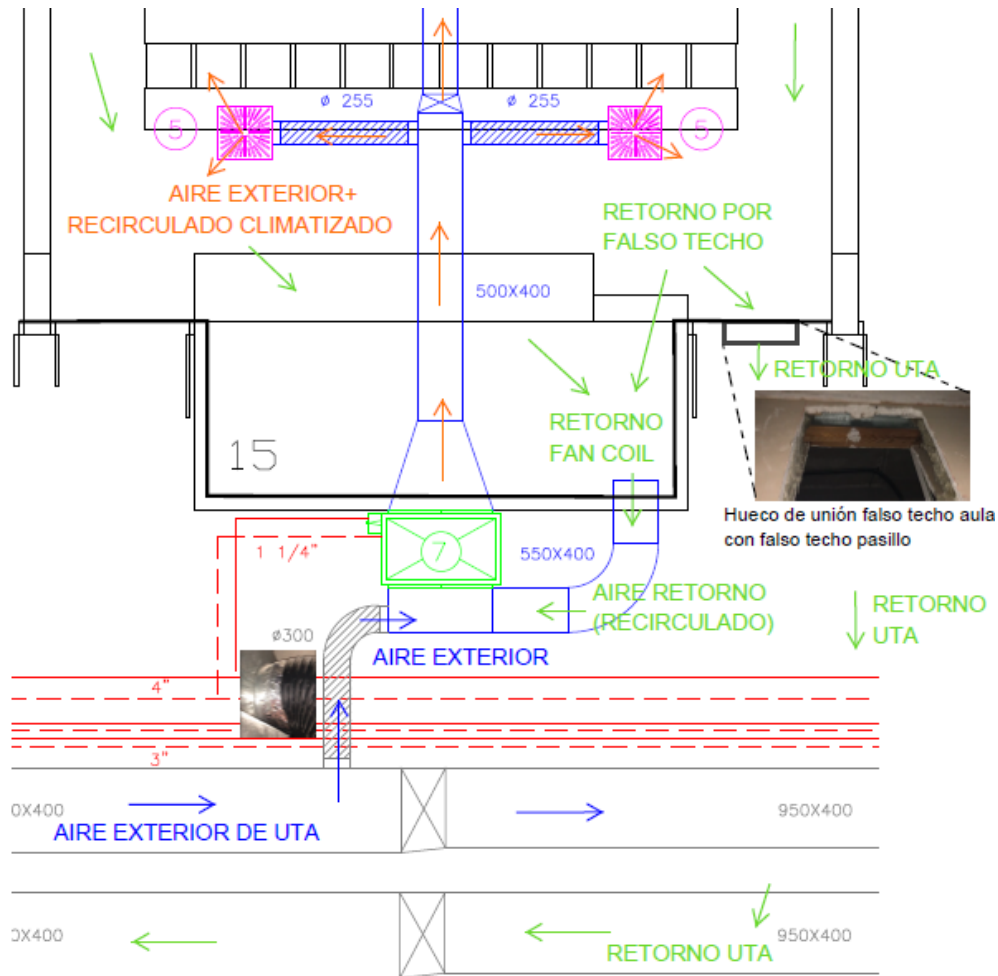 ø 255
ø 255
5
5
AIRE EXTERIOR+
RECIRCULADO CLIMATIZADO
RETORNO POR
FALSO TECHO
500X400
RETORNO UTA
RETORNO
FAN COIL
15
Hueco de unión falso techo aula
con falso techo pasillo
7
1 1/4"
550X400
AIRE RETORNO
(RECIRCULADO)
RETORNO
UTA
ø300
AIRE EXTERIOR
4"
3"
0X400
950X400
AIRE EXTERIOR DE UTA
0X400
950X400
RETORNO UTA